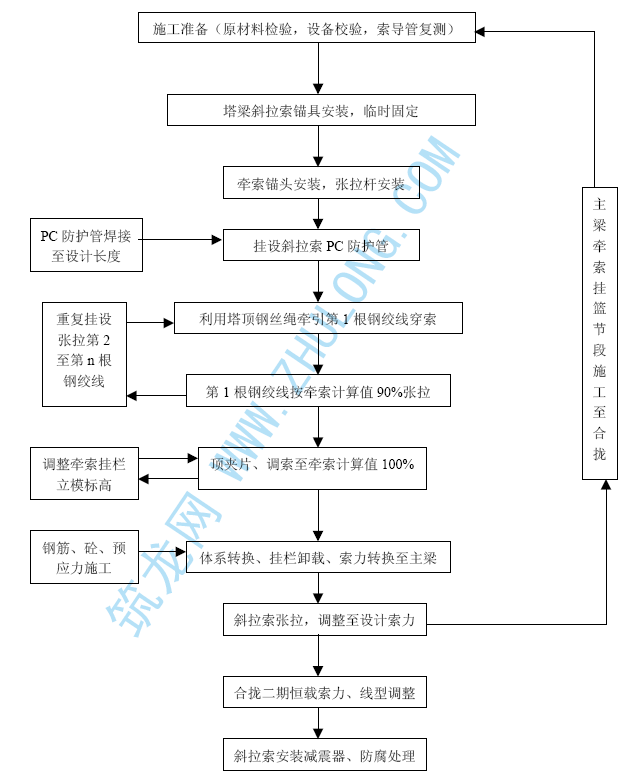 施工准备（原材料检验，设备校验，索导管复测）
塔梁斜拉索锚具安装，临时固定
牵索锚头安装，张拉杆安装
PC 防护管焊接
至设计长度
挂设斜拉索 PC 防护管
重复挂设
张拉第 2
至第 n 根
钢绞线
利用塔顶钢丝绳牵引第 1 根钢绞线穿索
第 1 根钢绞线按牵索计算值 90%张拉
调整牵索挂栏
立模标高
顶夹片、调索至牵索计算值 100%
钢筋、砼、预
应力施工
体系转换、挂栏卸载、索力转换至主梁
斜拉索张拉，调整至设计索力
合拢二期恒载索力、线型调整
斜拉索安装减震器、防腐处理
主梁牵索挂篮节段施工至合拢
筑龙网 WWW.ZHULONG.COM